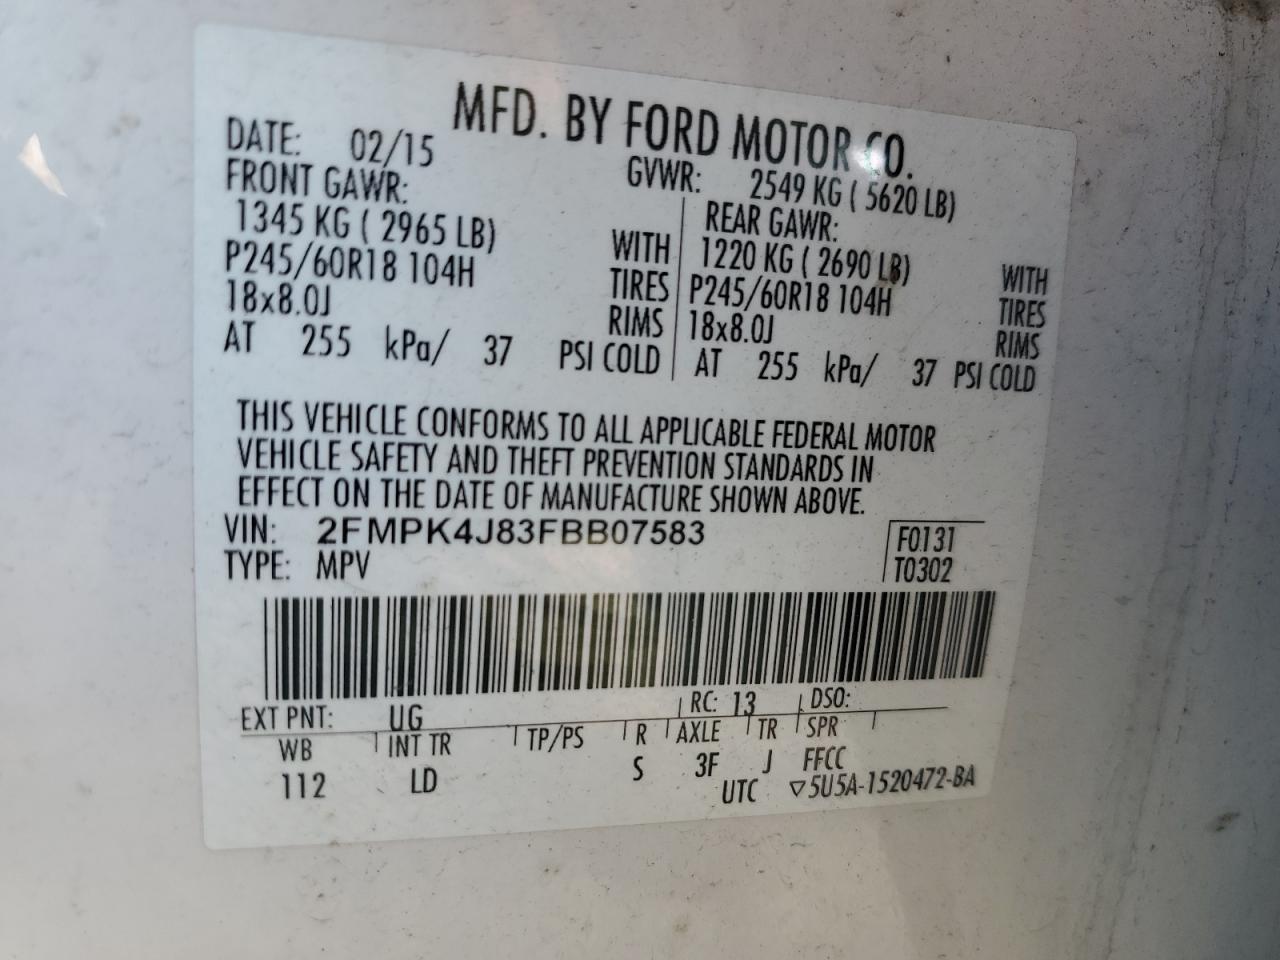 MFD. BY FORD MOTOR CO.
DATE: 02/15
GVWR: 2549 KG ( 5620 LB)
FRONT GAWR:
1345 KG ( 2965 LB) WITH
P245/60R18 104H TIRES
18x8.0J RIMS
AT 255 kPa/ 37 PSI COLD
REAR GAWR:
1220 KG ( 2690 LB) WITH
P245/60R18 104H TIRES
18x8.0J RIMS
AT 255 kPa/ 37 PSI COLD
THIS VEHICLE CONFORMS TO ALL APPLICABLE FEDERAL MOTOR
VEHICLE SAFETY AND THEFT PREVENTION STANDARDS IN
EFFECT ON THE DATE OF MANUFACTURE SHOWN ABOVE.
VIN: 2FMPK4J83FBB07583
TYPE: MPV
F0131
T0302
EXT PNT: UG RC: 13 DSO:
WB INT TR TP/PS R AXLE TR SPR
112 LD S 3F J FFCC
UTC ▽5U5A-1520472-BA